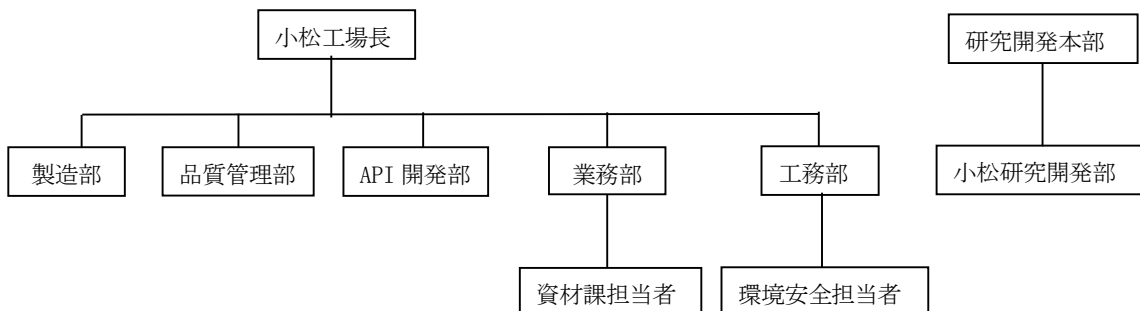 小松工場長
研究開発本部
製造部
品質管理部
API 開発部
業務部
工務部
小松研究開発部
資材課担当者
環境安全担当者